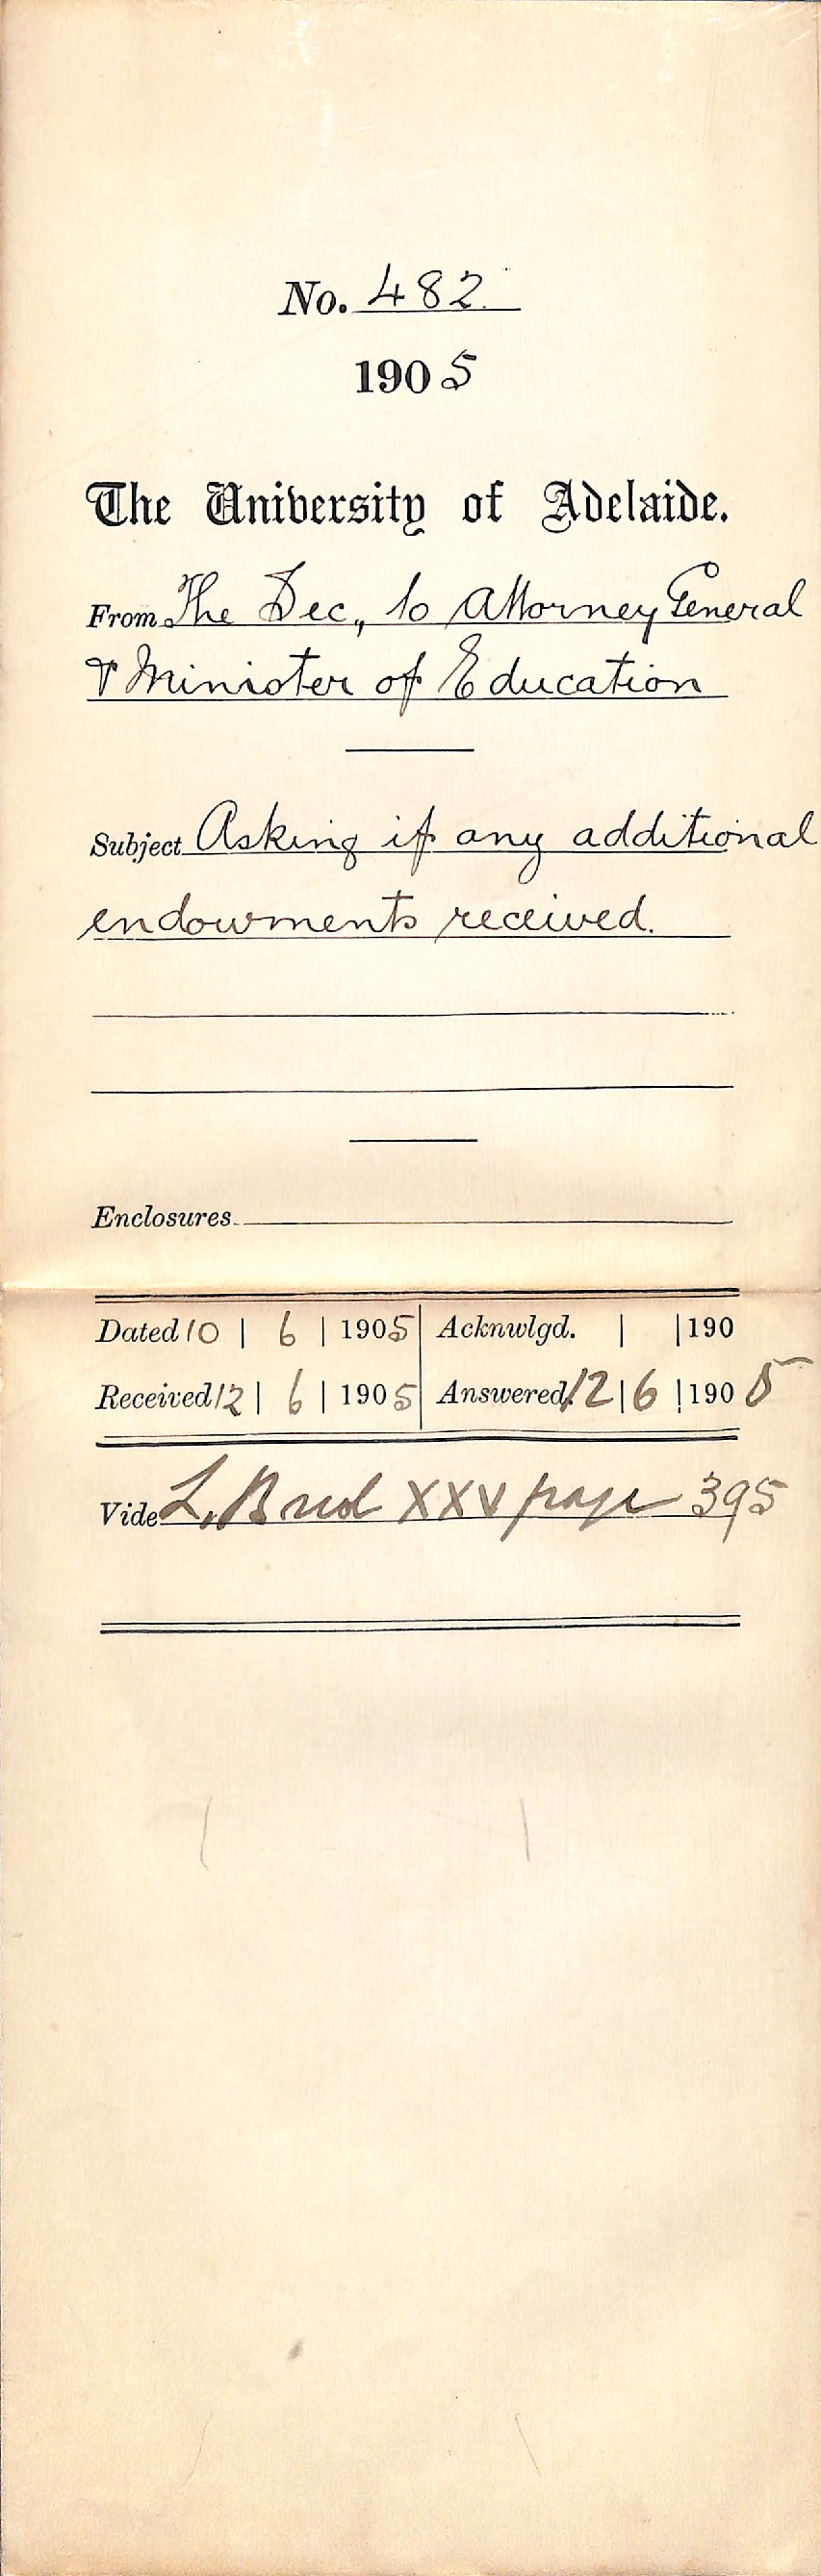 No. 482.
1905
The University of Adelaide.
From The Sec., to Attorney General
& Minister of Education
Subject Asking if any additional
endowments received.
Enclosures
Dated 10 | 6 | 1905 | Acknwlgd. | | 190
Received 12 | 6 | 1905 | Answered. 12 | 6 | 1905
Vide L. B XXV page 395